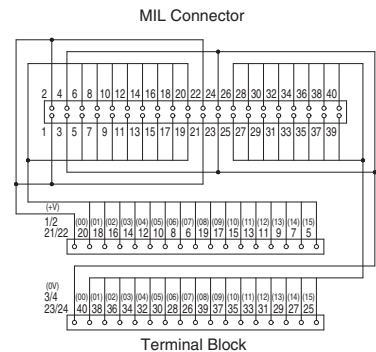 MIL Connector
2 4 6 8 10 12 14 16 18 20 22 24 26 28 30 32 34 36 38 40
1 3 5 7 9 11 13 15 17 19 21 23 25 27 29 31 33 35 37 39
(+V)
1/2 (00) (01) (02) (03) (04) (05) (06) (07) (08) (09) (10) (11) (12) (13) (14) (15)
21/22 20 18 16 14 12 10 8 6 19 17 15 13 11 9 7 5
(0V)
3/4 (00) (01) (02) (03) (04) (05) (06) (07) (08) (09) (10) (11) (12) (13) (14) (15)
23/24 40 38 36 34 32 30 28 26 39 37 35 33 31 29 27 25
Terminal Block